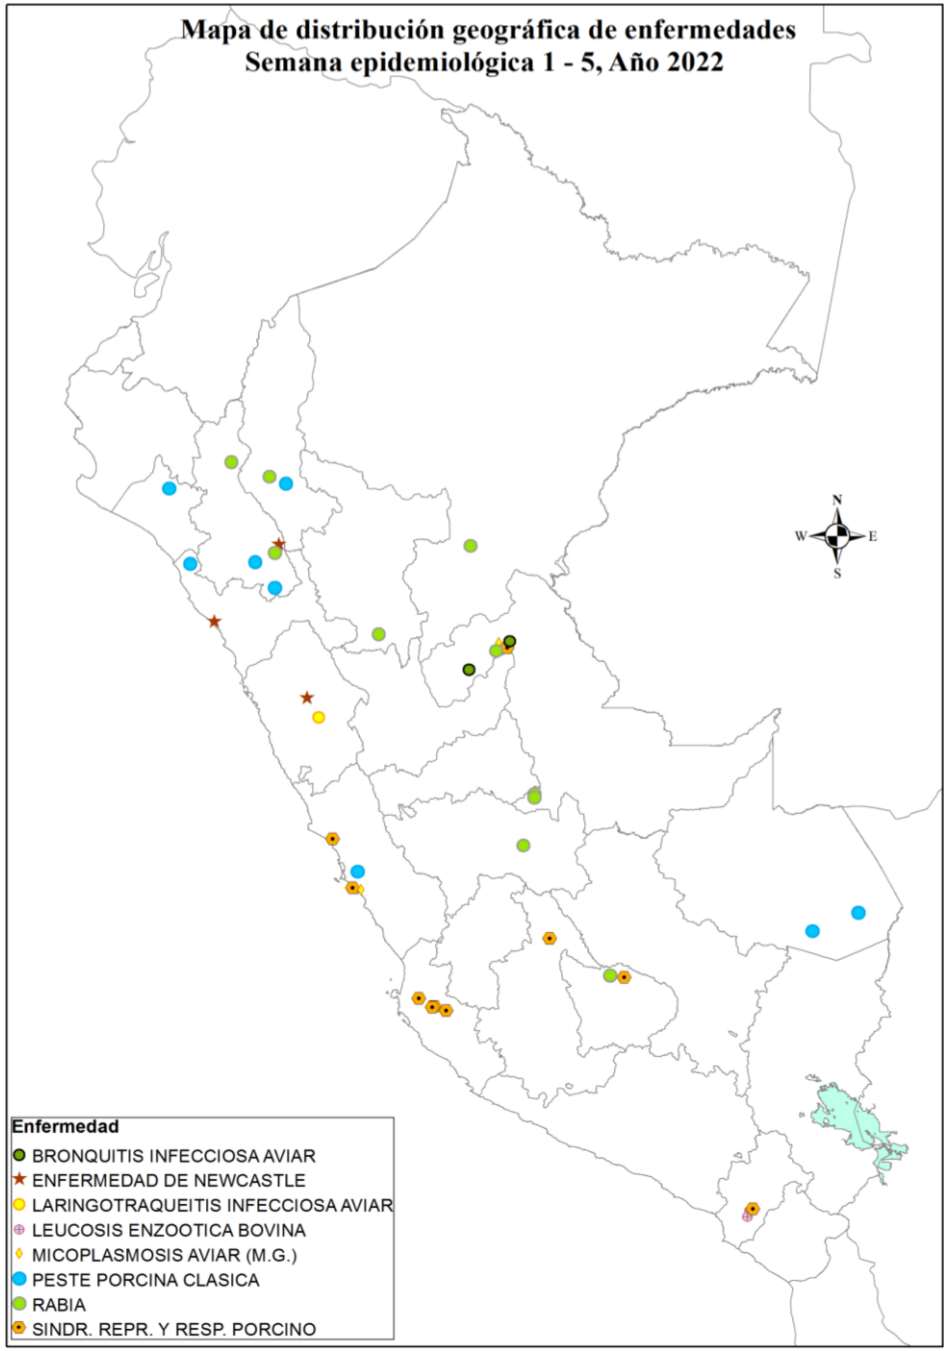 Mapa de distribución geográfica de enfermedades
Semana epidemiológica 1 - 5, Año 2022
N
W E
S
Enfermedad
BRONQUITIS INFECCIOSA AVIAR
ENFERMEDAD DE NEWCASTLE
LARINGOTRAQUEITIS INFECCIOSA AVIAR
LEUCOSIS ENZOOTICA BOVINA
MICOPLASMOSIS AVIAR (M.G.)
PESTE PORCINA CLASICA
RABIA
SINDR. REPR. Y RESP. PORCINO